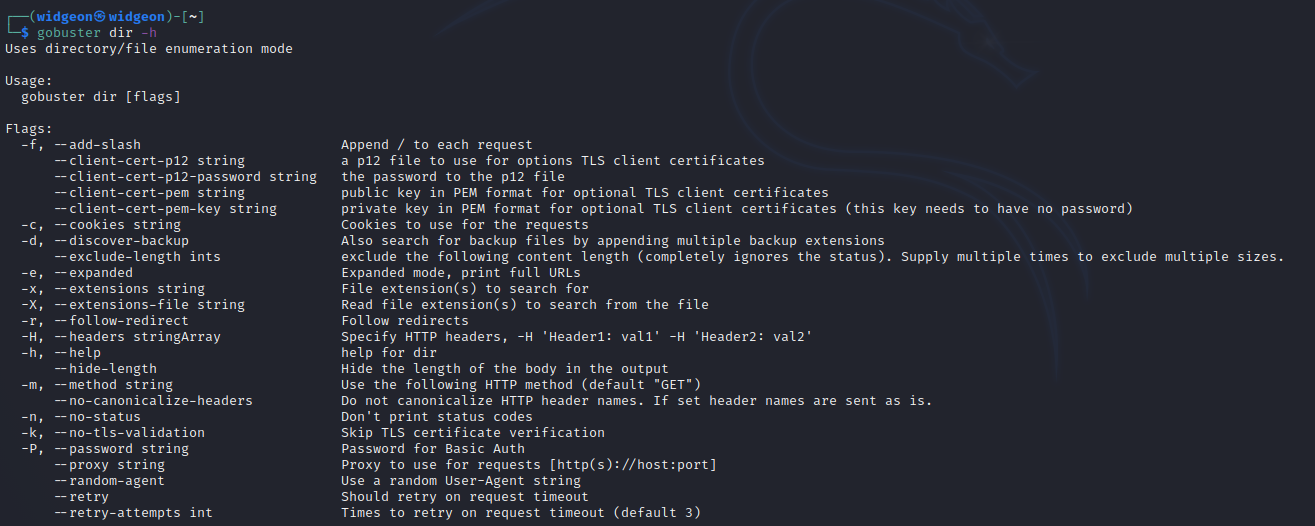 ┌──(widgeon㉿widgeon)-[~]
└─$ gobuster dir -h
Uses directory/file enumeration mode

Usage:
  gobuster dir [flags]

Flags:
  -f, --add-slash                         Append / to each request
      --client-cert-p12 string            a p12 file to use for options TLS client certificates
      --client-cert-p12-password string   the password to the p12 file
      --client-cert-pem string            public key in PEM format for optional TLS client certificates
      --client-cert-pem-key string        private key in PEM format for optional TLS client certificates (this key needs to have no password)
  -c, --cookies string                    Cookies to use for the requests
  -d, --discover-backup                   Also search for backup files by appending multiple backup extensions
      --exclude-length ints               exclude the following content length (completely ignores the status). Supply multiple times to exclude multiple sizes.
  -e, --expanded                          Expanded mode, print full URLs
  -x, --extensions string                 File extension(s) to search for
  -X, --extensions-file string            Read file extension(s) to search from the file
  -r, --follow-redirect                   Follow redirects
  -H, --headers stringArray               Specify HTTP headers, -H 'Header1: val1' -H 'Header2: val2'
  -h, --help                              help for dir
      --hide-length                       Hide the length of the body in the output
  -m, --method string                     Use the following HTTP method (default "GET")
      --no-canonicalize-headers           Do not canonicalize HTTP header names. If set header names are sent as is.
  -n, --no-status                         Don't print status codes
  -k, --no-tls-validation                 Skip TLS certificate verification
  -P, --password string                   Password for Basic Auth
      --proxy string                      Proxy to use for requests [http(s)://host:port]
      --random-agent                      Use a random User-Agent string
      --retry                             Should retry on request timeout
      --retry-attempts int                Times to retry on request timeout (default 3)